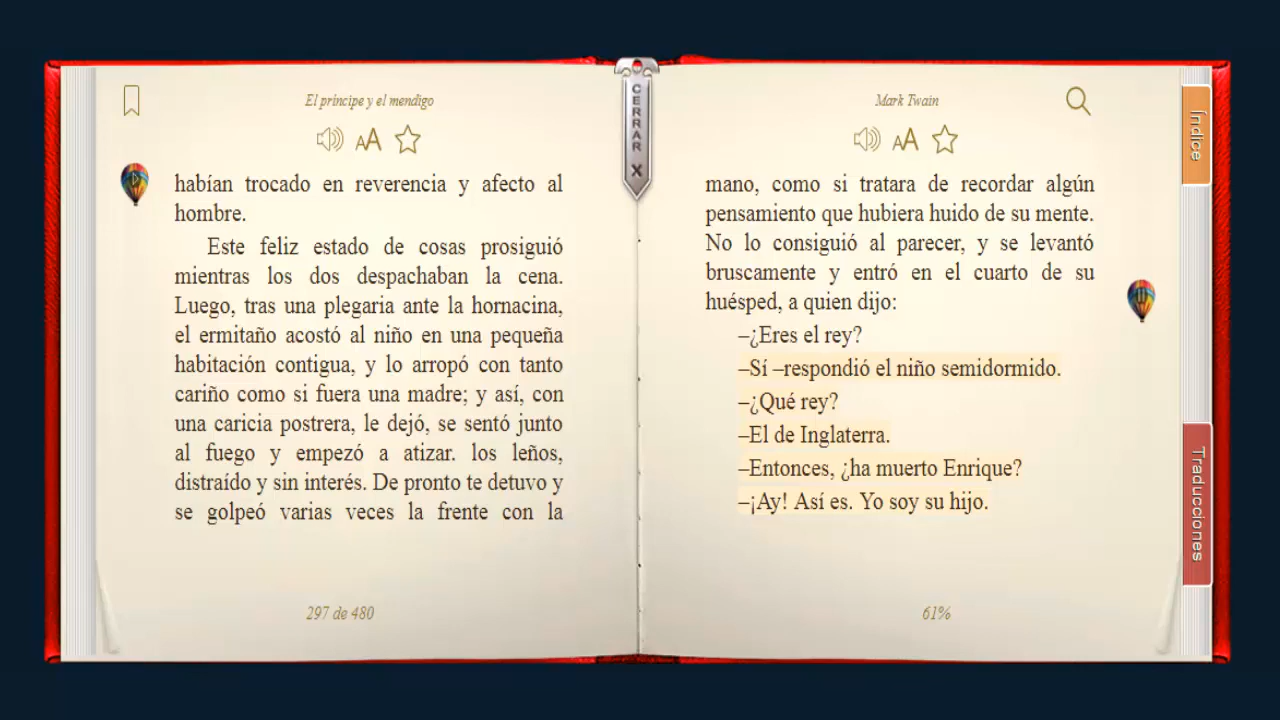 El príncipe y el mendigo
AA
habían trocado en reverencia y afecto al
hombre.
Este feliz estado de cosas prosiguió
mientras los dos despachaban la cena.
Luego, tras una plegaria ante la hornacina,
el ermitaño acostó al niño en una pequeña
habitación contigua, y lo arropó con tanto
cariño como si fuera una madre; y así, con
una caricia postrera, le dejó, se sentó junto
al fuego y empezó a atizar. los leños,
distraído y sin interés. De pronto te detuvo y
se golpeó varias veces la frente con la
297 de 480
CERRAR X
Mark Twain
AA
mano, como si tratara de recordar algún
pensamiento que hubiera huido de su mente.
No lo consiguió al parecer, y se levantó
bruscamente y entró en el cuarto de su
huésped, a quien dijo:
–¿Eres el rey?
–Sí –respondió el niño semidormido.
–¿Qué rey?
–El de Inglaterra.
–Entonces, ¿ha muerto Enrique?
–¡Ay! Así es. Yo soy su hijo.
61%
Índice
Traducciones